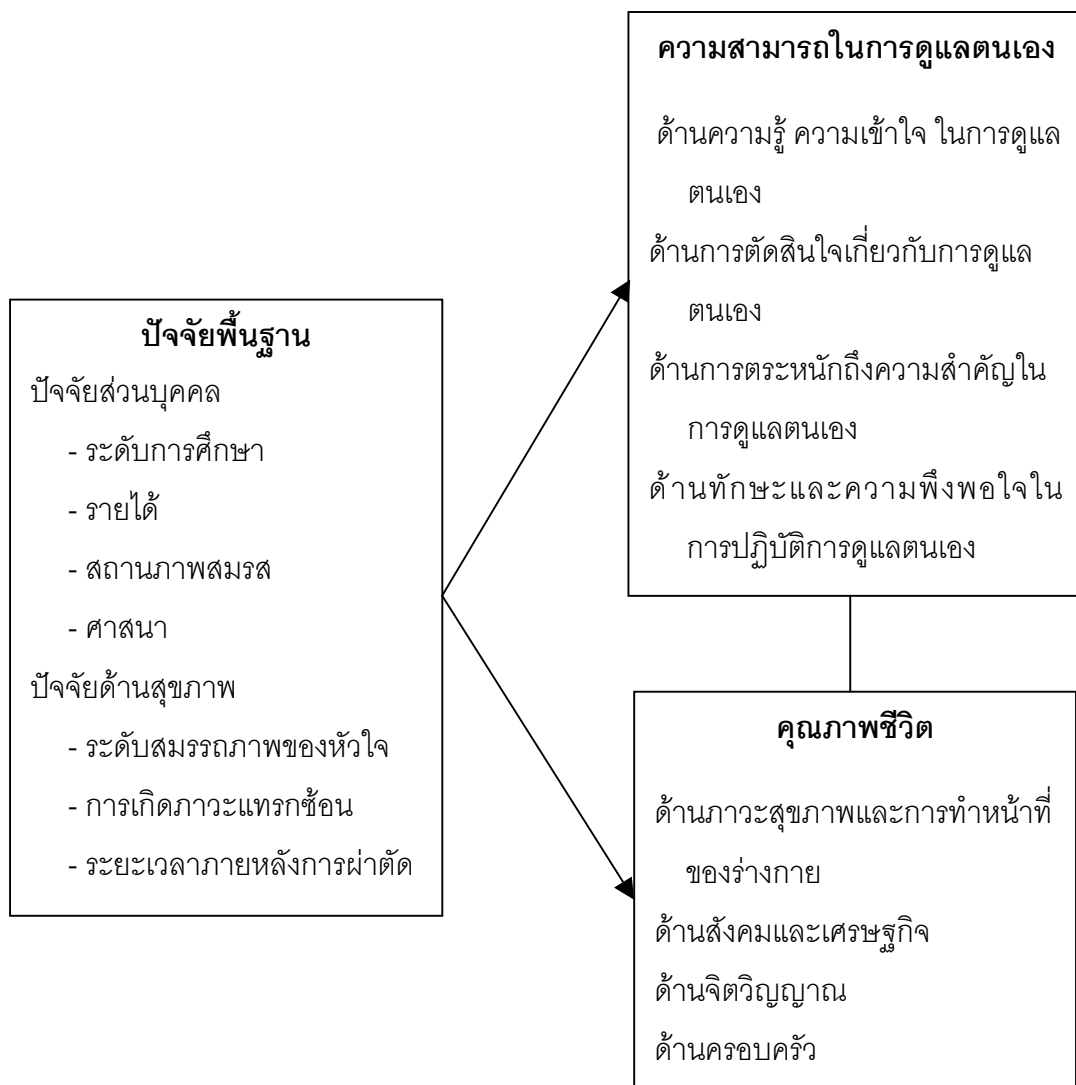 ความสามารถในการดูแลตนเอง
ด้านความรู้ ความเข้าใจ ในการดูแล
ตนเอง
ด้านการตัดสินใจเกี่ยวกับการดูแล
ตนเอง
ด้านการตระหนักถึงความสำคัญใน
การดูแลตนเอง
ด้านทักษะและความพึงพอใจใน
การปฏิบัติการดูแลตนเอง
ปัจจัยพื้นฐาน
ปัจจัยส่วนบุคคล
- ระดับการศึกษา
- รายได้
- สถานภาพสมรส
- ศาสนา
ปัจจัยด้านสุขภาพ
- ระดับสมรรถภาพของหัวใจ
- การเกิดภาวะแทรกซ้อน
- ระยะเวลาภายหลังการผ่าตัด
คุณภาพชีวิต
ด้านภาวะสุขภาพและการทำหน้าที่
ของร่างกาย
ด้านสังคมและเศรษฐกิจ
ด้านจิตวิญญาณ
ด้านครอบครัว